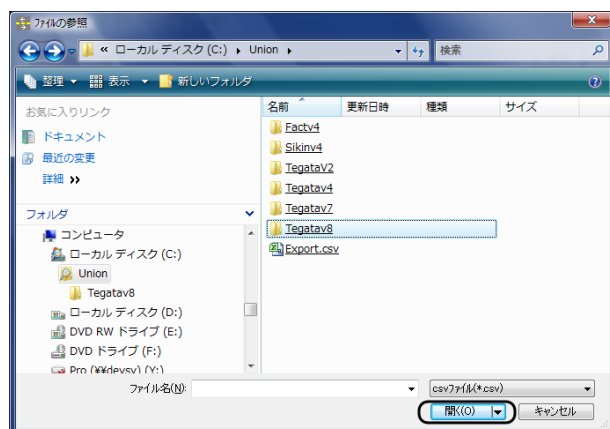 ﾌｧｲﾙの参照
« ローカル ディスク (C:) ▸ Union ▸
検索
整理 表示 新しいフォルダ
お気に入りリンク
ドキュメント
最近の変更
詳細 »
フォルダ
コンピュータ
ローカル ディスク (C:)
Union
Tegatav8
ローカル ディスク (D:)
DVD RW ドライブ (E:)
DVD ドライブ (F:)
Pro (¥¥devsv) (Y:)
名前 更新日時 種類 サイズ
Factv4
Sikinv4
TegataV2
Tegatav4
Tegatav7
Tegatav8
Export.csv
ﾌｧｲﾙ名(N):
csvﾌｧｲﾙ(*.csv)
開く(O)
キャンセル